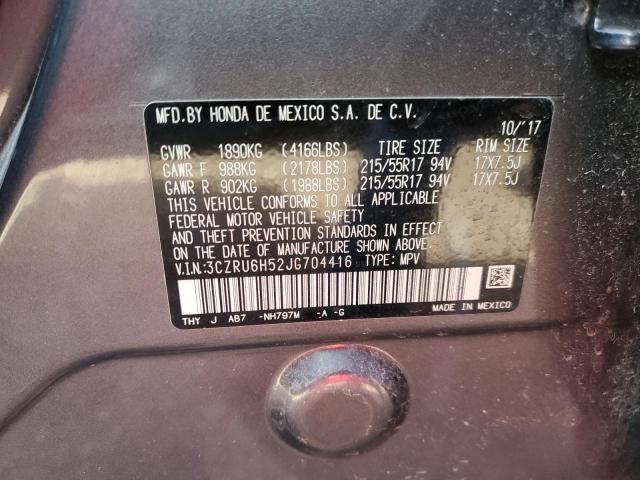 MFD.BY HONDA DE MEXICO S.A. DE C.V.
10/'17
GVWR 1890KG (4166LBS) TIRE SIZE RIM SIZE
GAWR F 988KG (2178LBS) 215/55R17 94V 17X7.5J
GAWR R 902KG (1988LBS) 215/55R17 94V 17X7.5J
THIS VEHICLE CONFORMS TO ALL APPLICABLE
FEDERAL MOTOR VEHICLE SAFETY
AND THEFT PREVENTION STANDARDS IN EFFECT
ON THE DATE OF MANUFACTURE SHOWN ABOVE.
V.I.N.:3CZRU6H52JG704416 TYPE: MPV
THY J AB7 -NH797M -A -G
MADE IN MEXICO